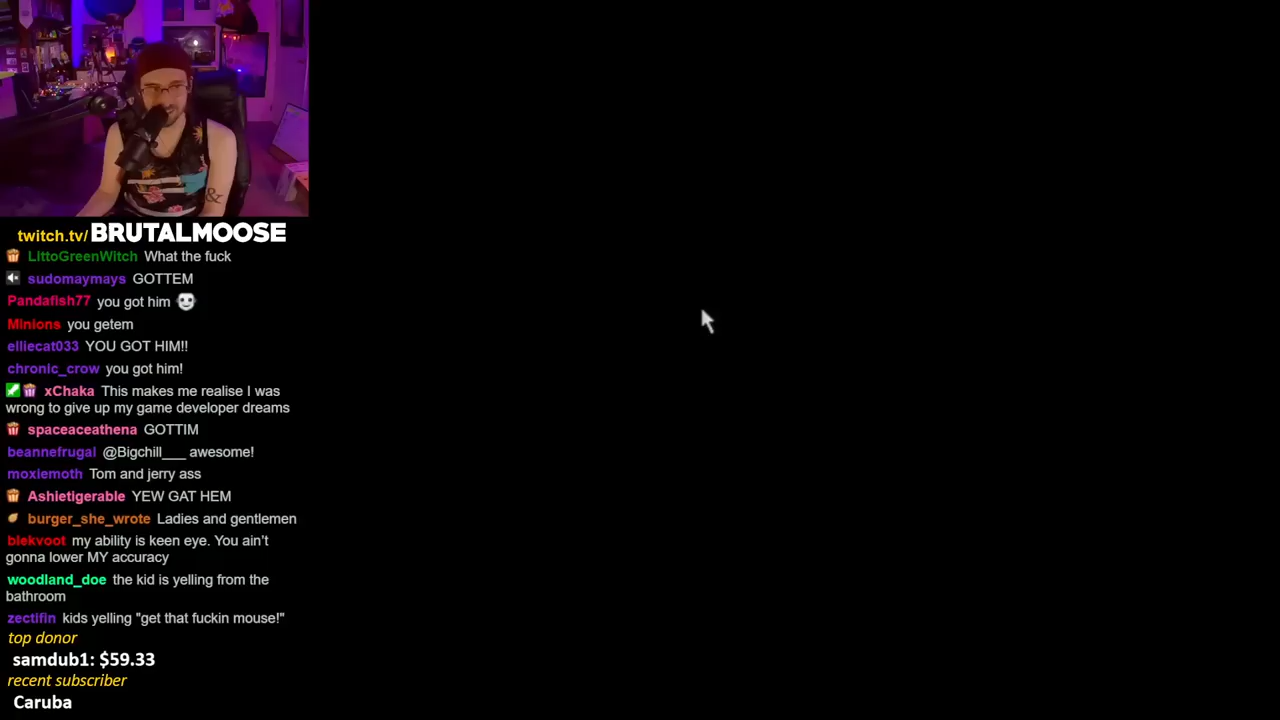 twitch.tv/BRUTALMOOSE
LittoGreenWitch What the fuck
sudomaymays GOTTEM
Pandafish77 you got him
Minions you getem
elliecat033 YOU GOT HIM!!
chronic_crow you got him!
xChaka This makes me realise I was
wrong to give up my game developer dreams
spaceaceathena GOTTIM
beannefrugal @Bigchill___ awesome!
moxiemoth Tom and jerry ass
Ashietigerable YEW GAT HEM
burger_she_wrote Ladies and gentlemen
blekvoot my ability is keen eye. You ain't
gonna lower MY accuracy
woodland_doe the kid is yelling from the
bathroom
zectifin kids yelling "get that fuckin mouse!"
top donor
samdub1: $59.33
recent subscriber
Caruba